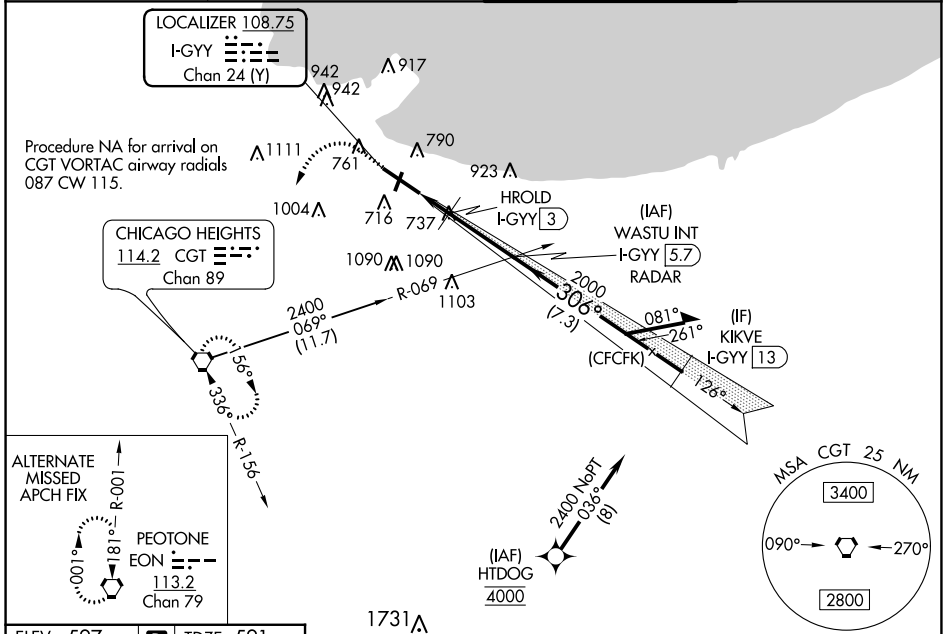 LOCALIZER 108.75
I-GYY
Chan 24 (Y)
942
942
917
Procedure NA for arrival on
CGT VORTAC airway radials
087 CW 115.
1111
761
790
923
1004
716
737
HROLD
I-GYY 3
(IAF)
WASTU INT
I-GYY 5.7
RADAR
CHICAGO HEIGHTS
114.2 CGT
Chan 89
1090
1090
1103
2400
069°
(11.7)
R-069
2000
306°
(7.3)
081°
261°
(IF)
KIKVE
I-GYY 13
(CFCFK)
126°
156°
336°
R-156
ALTERNATE
MISSED
APCH FIX
R-001
181°
001°
PEOTONE
EON
113.2
Chan 79
2400 NoPT
036°
(8)
(IAF)
HTDOG
4000
MSA CGT 25 NM
3400
090°
270°
2800
1731
ELEV 597
TDZE 591